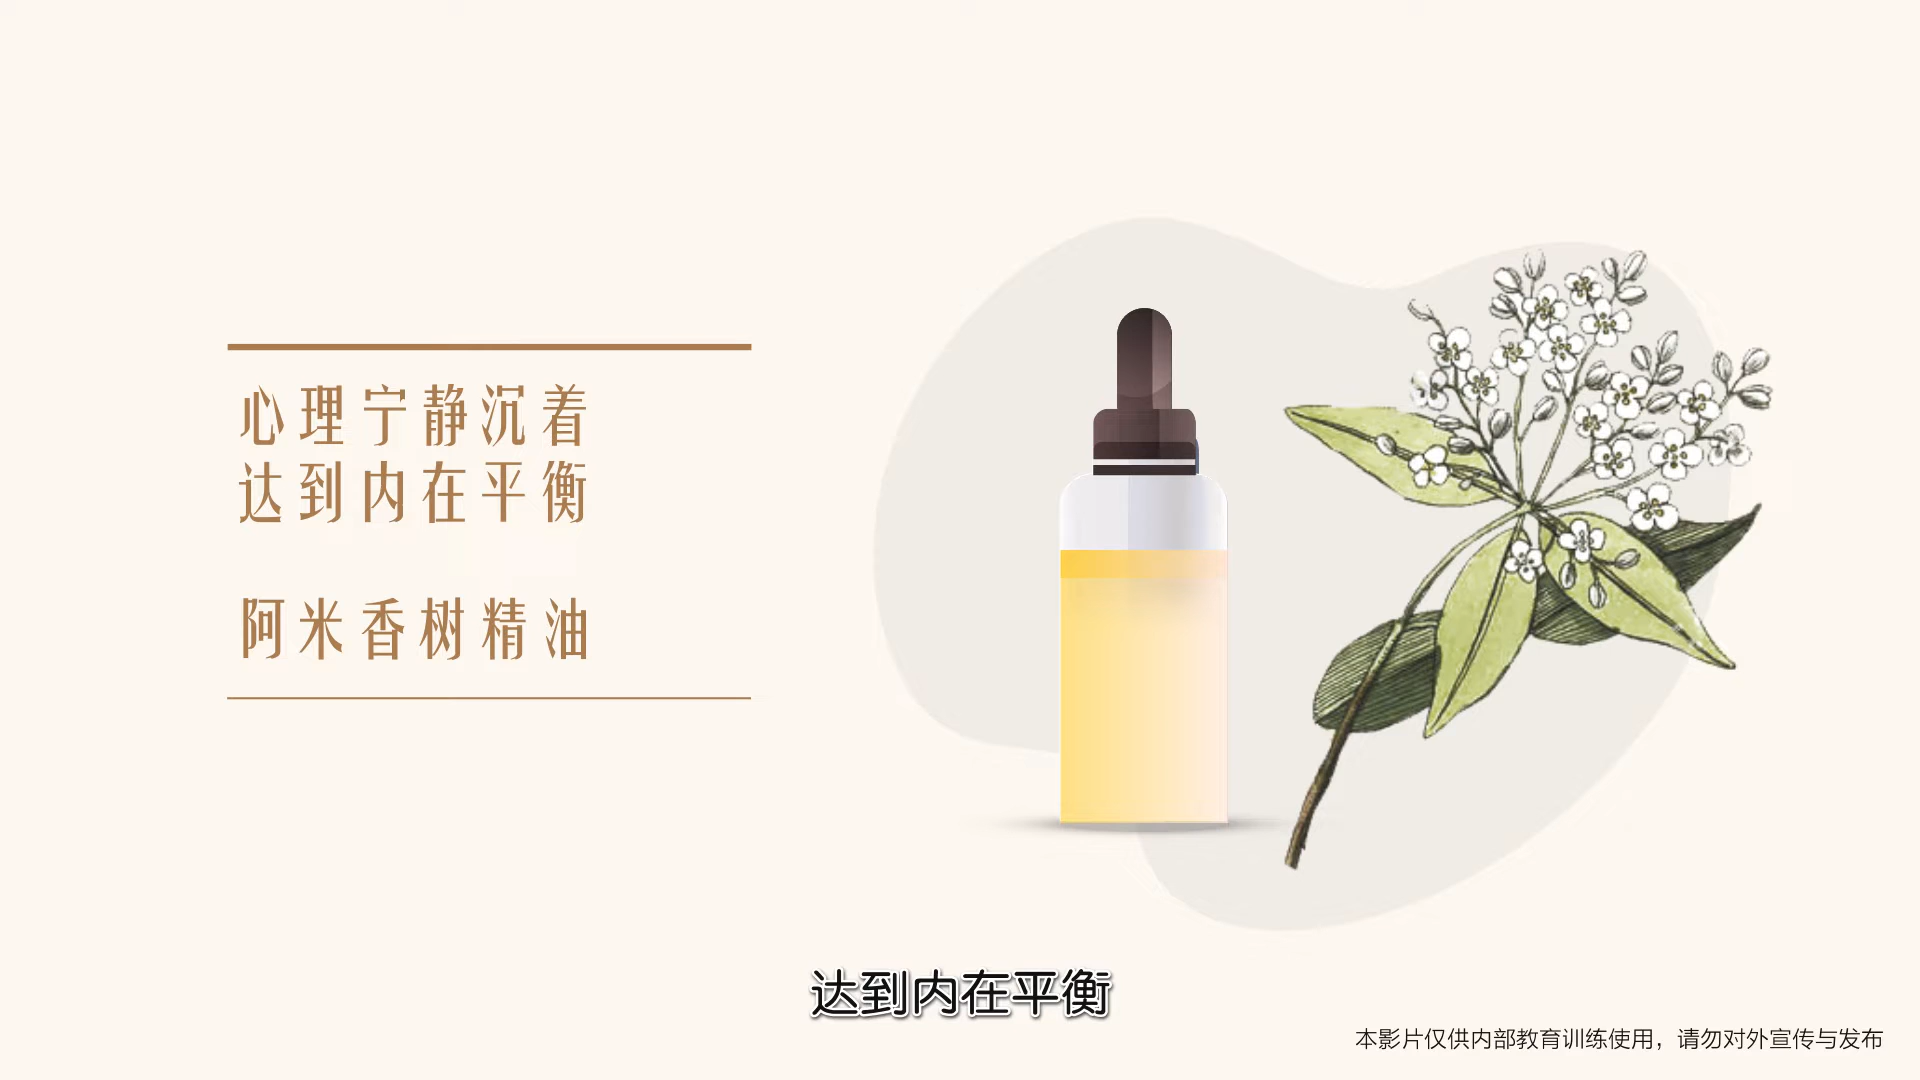 心理宁静沉着
达到内在平衡
阿米香树精油
达到内在平衡
本影片仅供内部教育训练使用，请勿对外宣传与发布